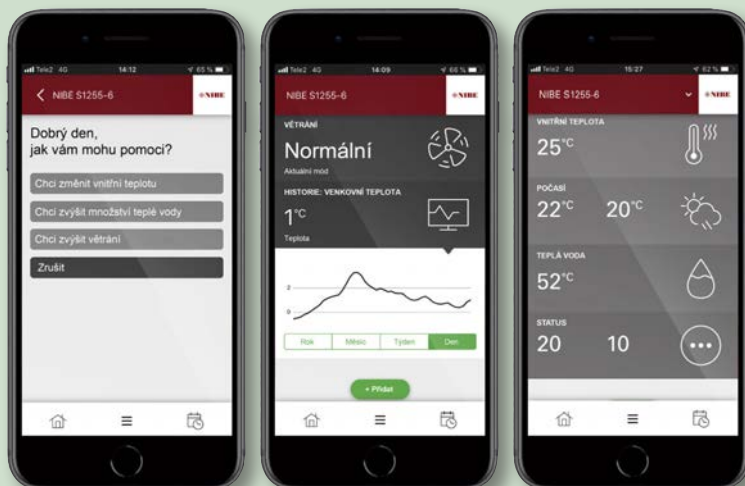 Tele2 4G 14:12 65 %
NIBE S1255-6
NIBE
Dobrý den,
jak vám mohu pomoci?
Chci změnit vnitřní teplotu
Chci zvýšit množství teplé vody
Chci zvýšit větrání
Zrušit
Tele2 4G 14:09 66 %
NIBE S1255-6
NIBE
VĚTRÁNÍ
Normální
Aktuální mód
HISTORIE: VENKOVNÍ TEPLOTA
1°C
Teplota
2
0
Rok Měsíc Týden Den
+ Přidat
Tele2 4G 15:27 62 %
NIBE S1255-6
NIBE
VNITŘNÍ TEPLOTA
25°C
POČASÍ
22°C 20°C
TEPLÁ VODA
52°C
STATUS
20 10